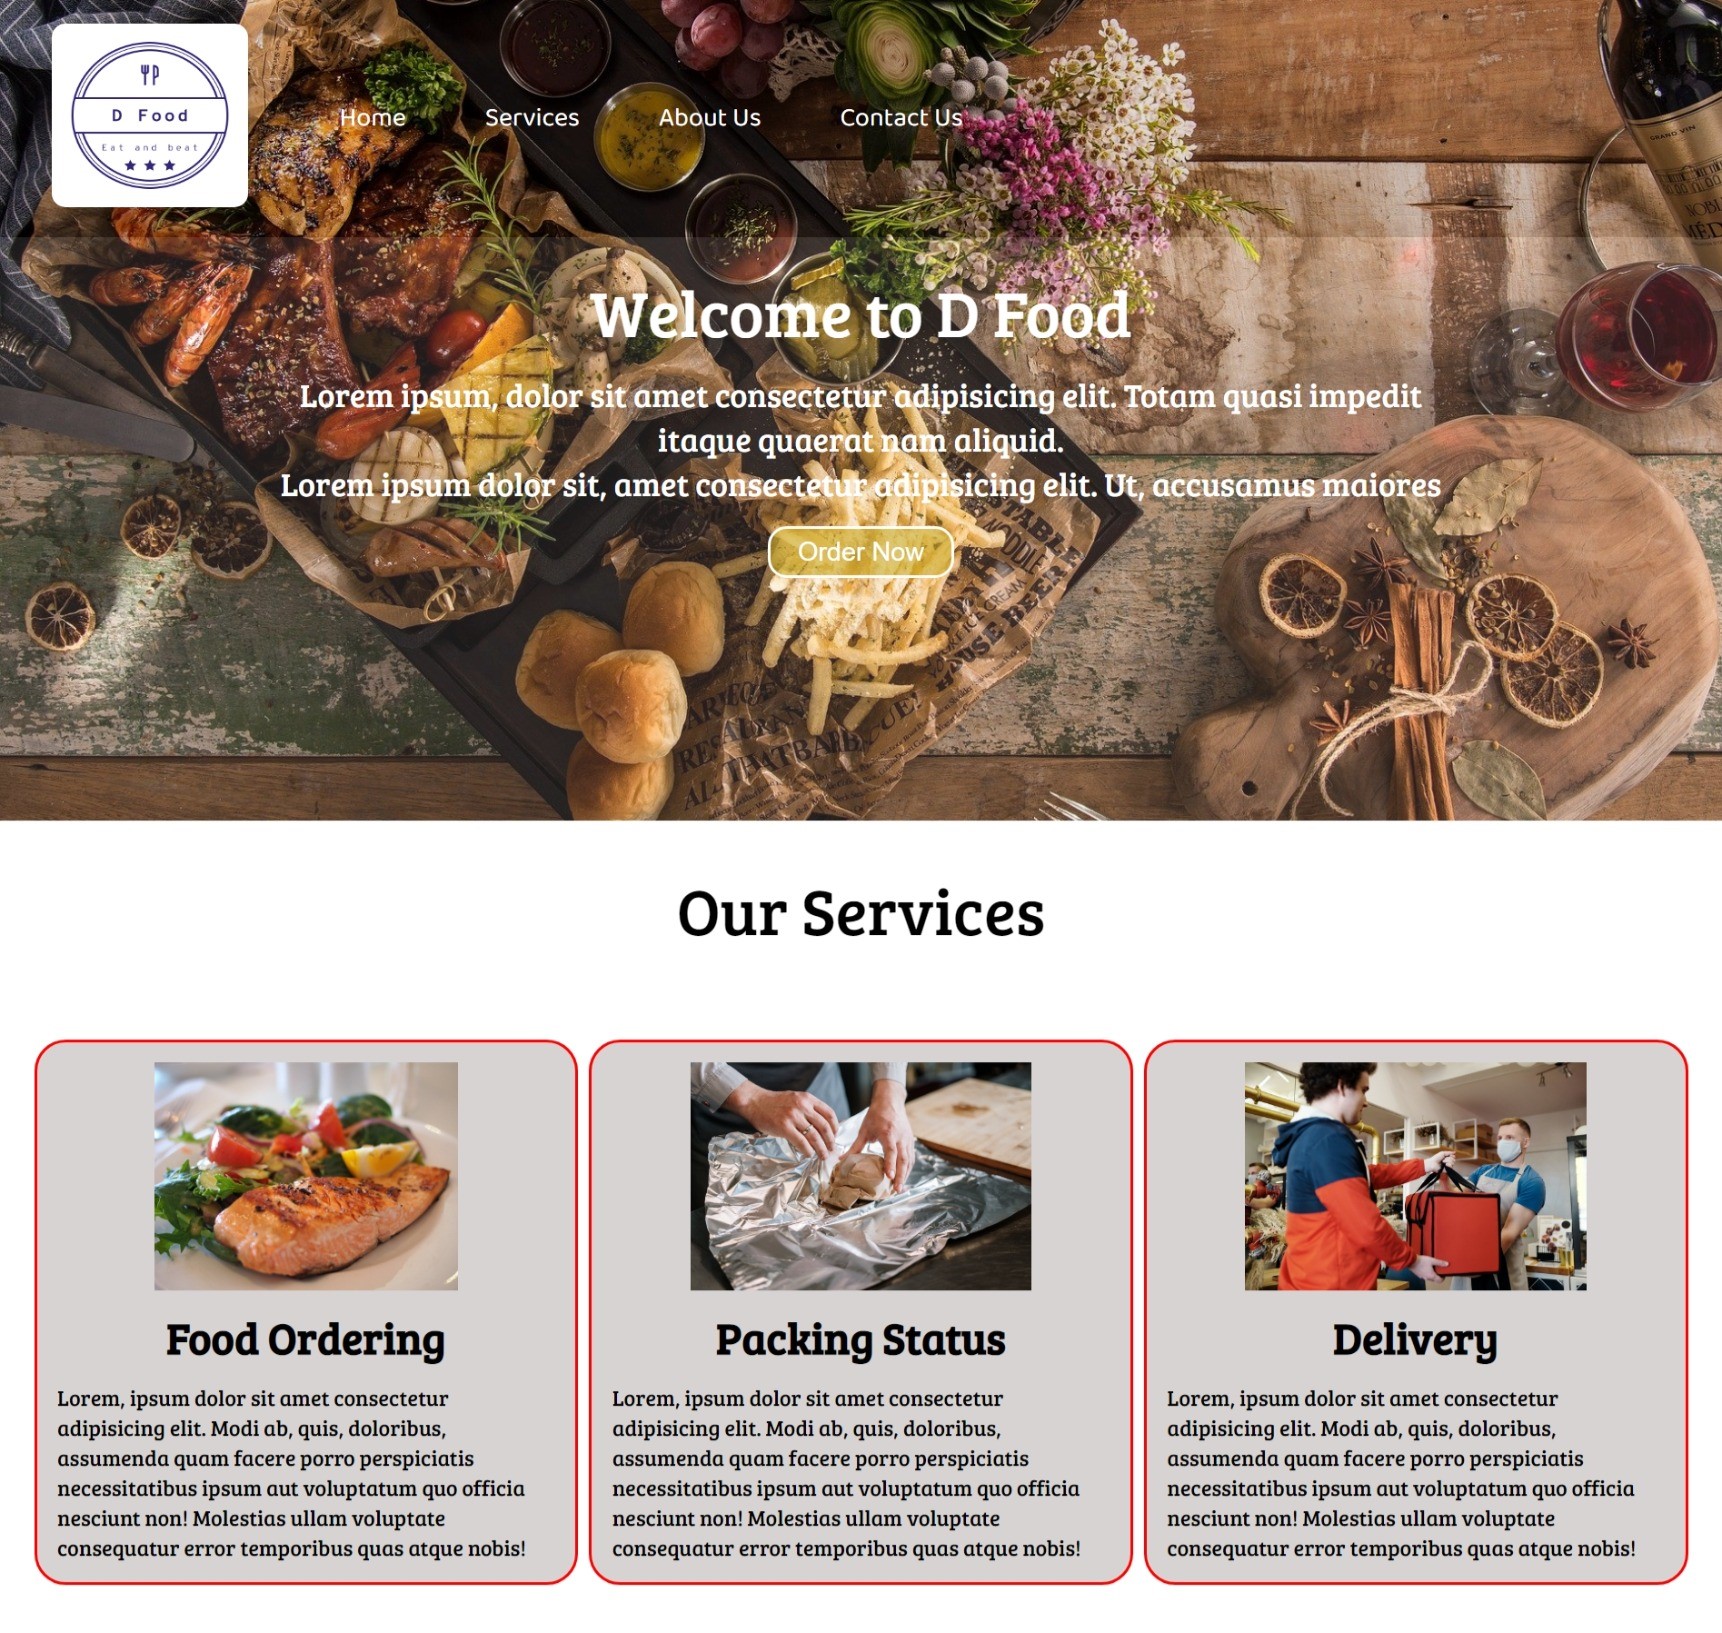 D Food
Eat and beat
Home Services About Us Contact Us
GRAND VIN
Welcome to D Food
Lorem ipsum, dolor sit amet consectetur adipisicing elit. Totam quasi impedit
itaque quaerat nam aliquid.
Lorem ipsum dolor sit, amet consectetur adipisicing elit. Ut, accusamus maiores
Order Now
Our Services
Food Ordering
Lorem, ipsum dolor sit amet consectetur
adipisicing elit. Modi ab, quis, doloribus,
assumenda quam facere porro perspiciatis
necessitatibus ipsum aut voluptatum quo officia
nesciunt non! Molestias ullam voluptate
consequatur error temporibus quas atque nobis!
Packing Status
Lorem, ipsum dolor sit amet consectetur
adipisicing elit. Modi ab, quis, doloribus,
assumenda quam facere porro perspiciatis
necessitatibus ipsum aut voluptatum quo officia
nesciunt non! Molestias ullam voluptate
consequatur error temporibus quas atque nobis!
Delivery
Lorem, ipsum dolor sit amet consectetur
adipisicing elit. Modi ab, quis, doloribus,
assumenda quam facere porro perspiciatis
necessitatibus ipsum aut voluptatum quo officia
nesciunt non! Molestias ullam voluptate
consequatur error temporibus quas atque nobis!